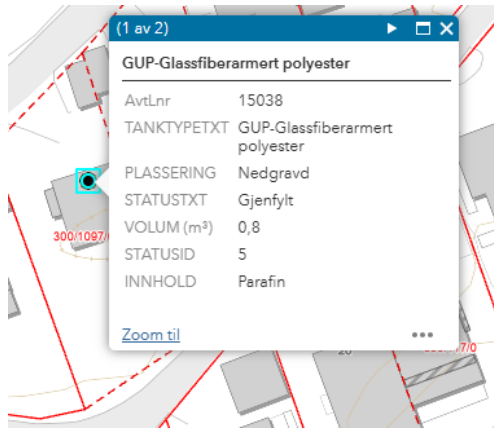 (1 av 2)
GUP-Glassfiberarmert polyester
AvtLnr 15038
TANKTYPETXT GUP-Glassfiberarmert
polyester
PLASSERING Nedgravd
STATUSTXT Gjenfylt
VOLUM (m³) 0,8
300/1097/
STATUSID 5
INNHOLD Parafin
Zoom til